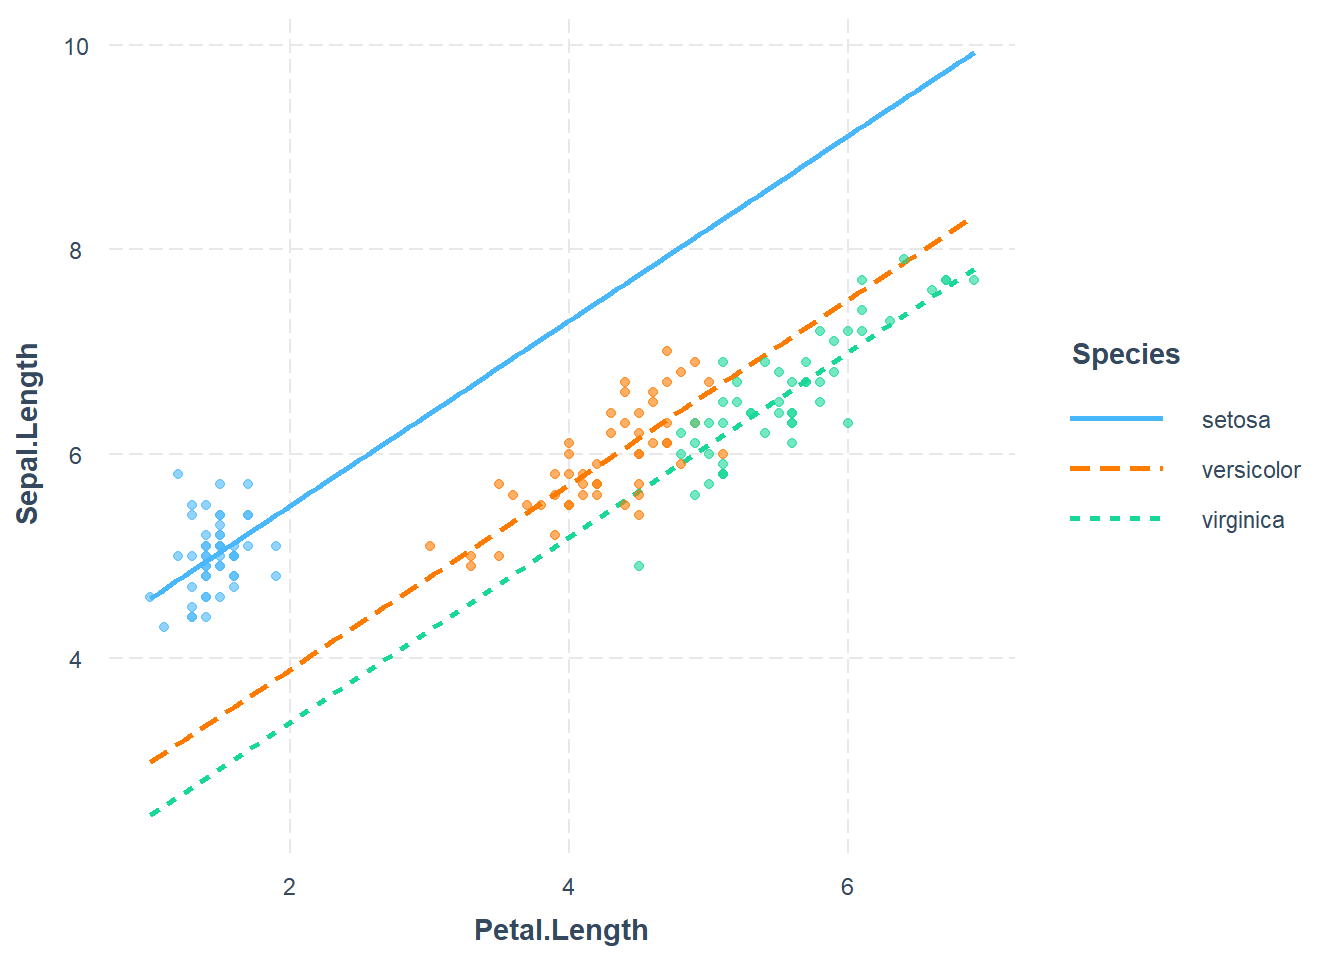 10
8
6
4
2
4
6
Sepal.Length
Petal.Length
Species
setosa
versicolor
virginica